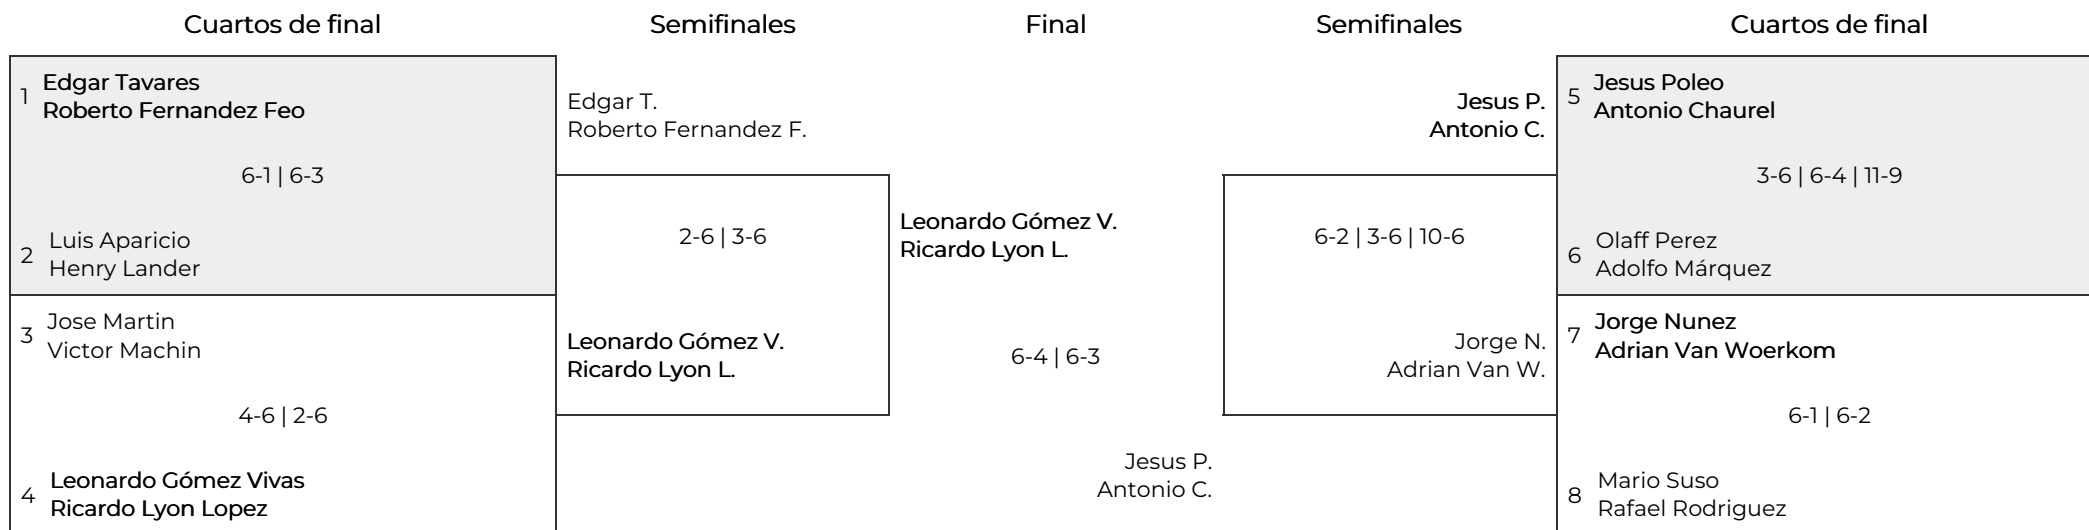 Cuartos de final
Semifinales
Final
Semifinales
Cuartos de final
1
Edgar Tavares
Roberto Fernandez Feo
6-1 | 6-3
2
Luis Aparicio
Henry Lander
3
Jose Martin
Victor Machin
4-6 | 2-6
4
Leonardo Gómez Vivas
Ricardo Lyon Lopez
Edgar T.
Roberto Fernandez F.
2-6 | 3-6
Leonardo Gómez V.
Ricardo Lyon L.
Leonardo Gómez V.
Ricardo Lyon L.
6-4 | 6-3
Jesus P.
Antonio C.
Jesus P.
Antonio C.
6-2 | 3-6 | 10-6
Jorge N.
Adrian Van W.
5
Jesus Poleo
Antonio Chaurel
3-6 | 6-4 | 11-9
6
Olaff Perez
Adolfo Márquez
7
Jorge Nunez
Adrian Van Woerkom
6-1 | 6-2
8
Mario Suso
Rafael Rodriguez